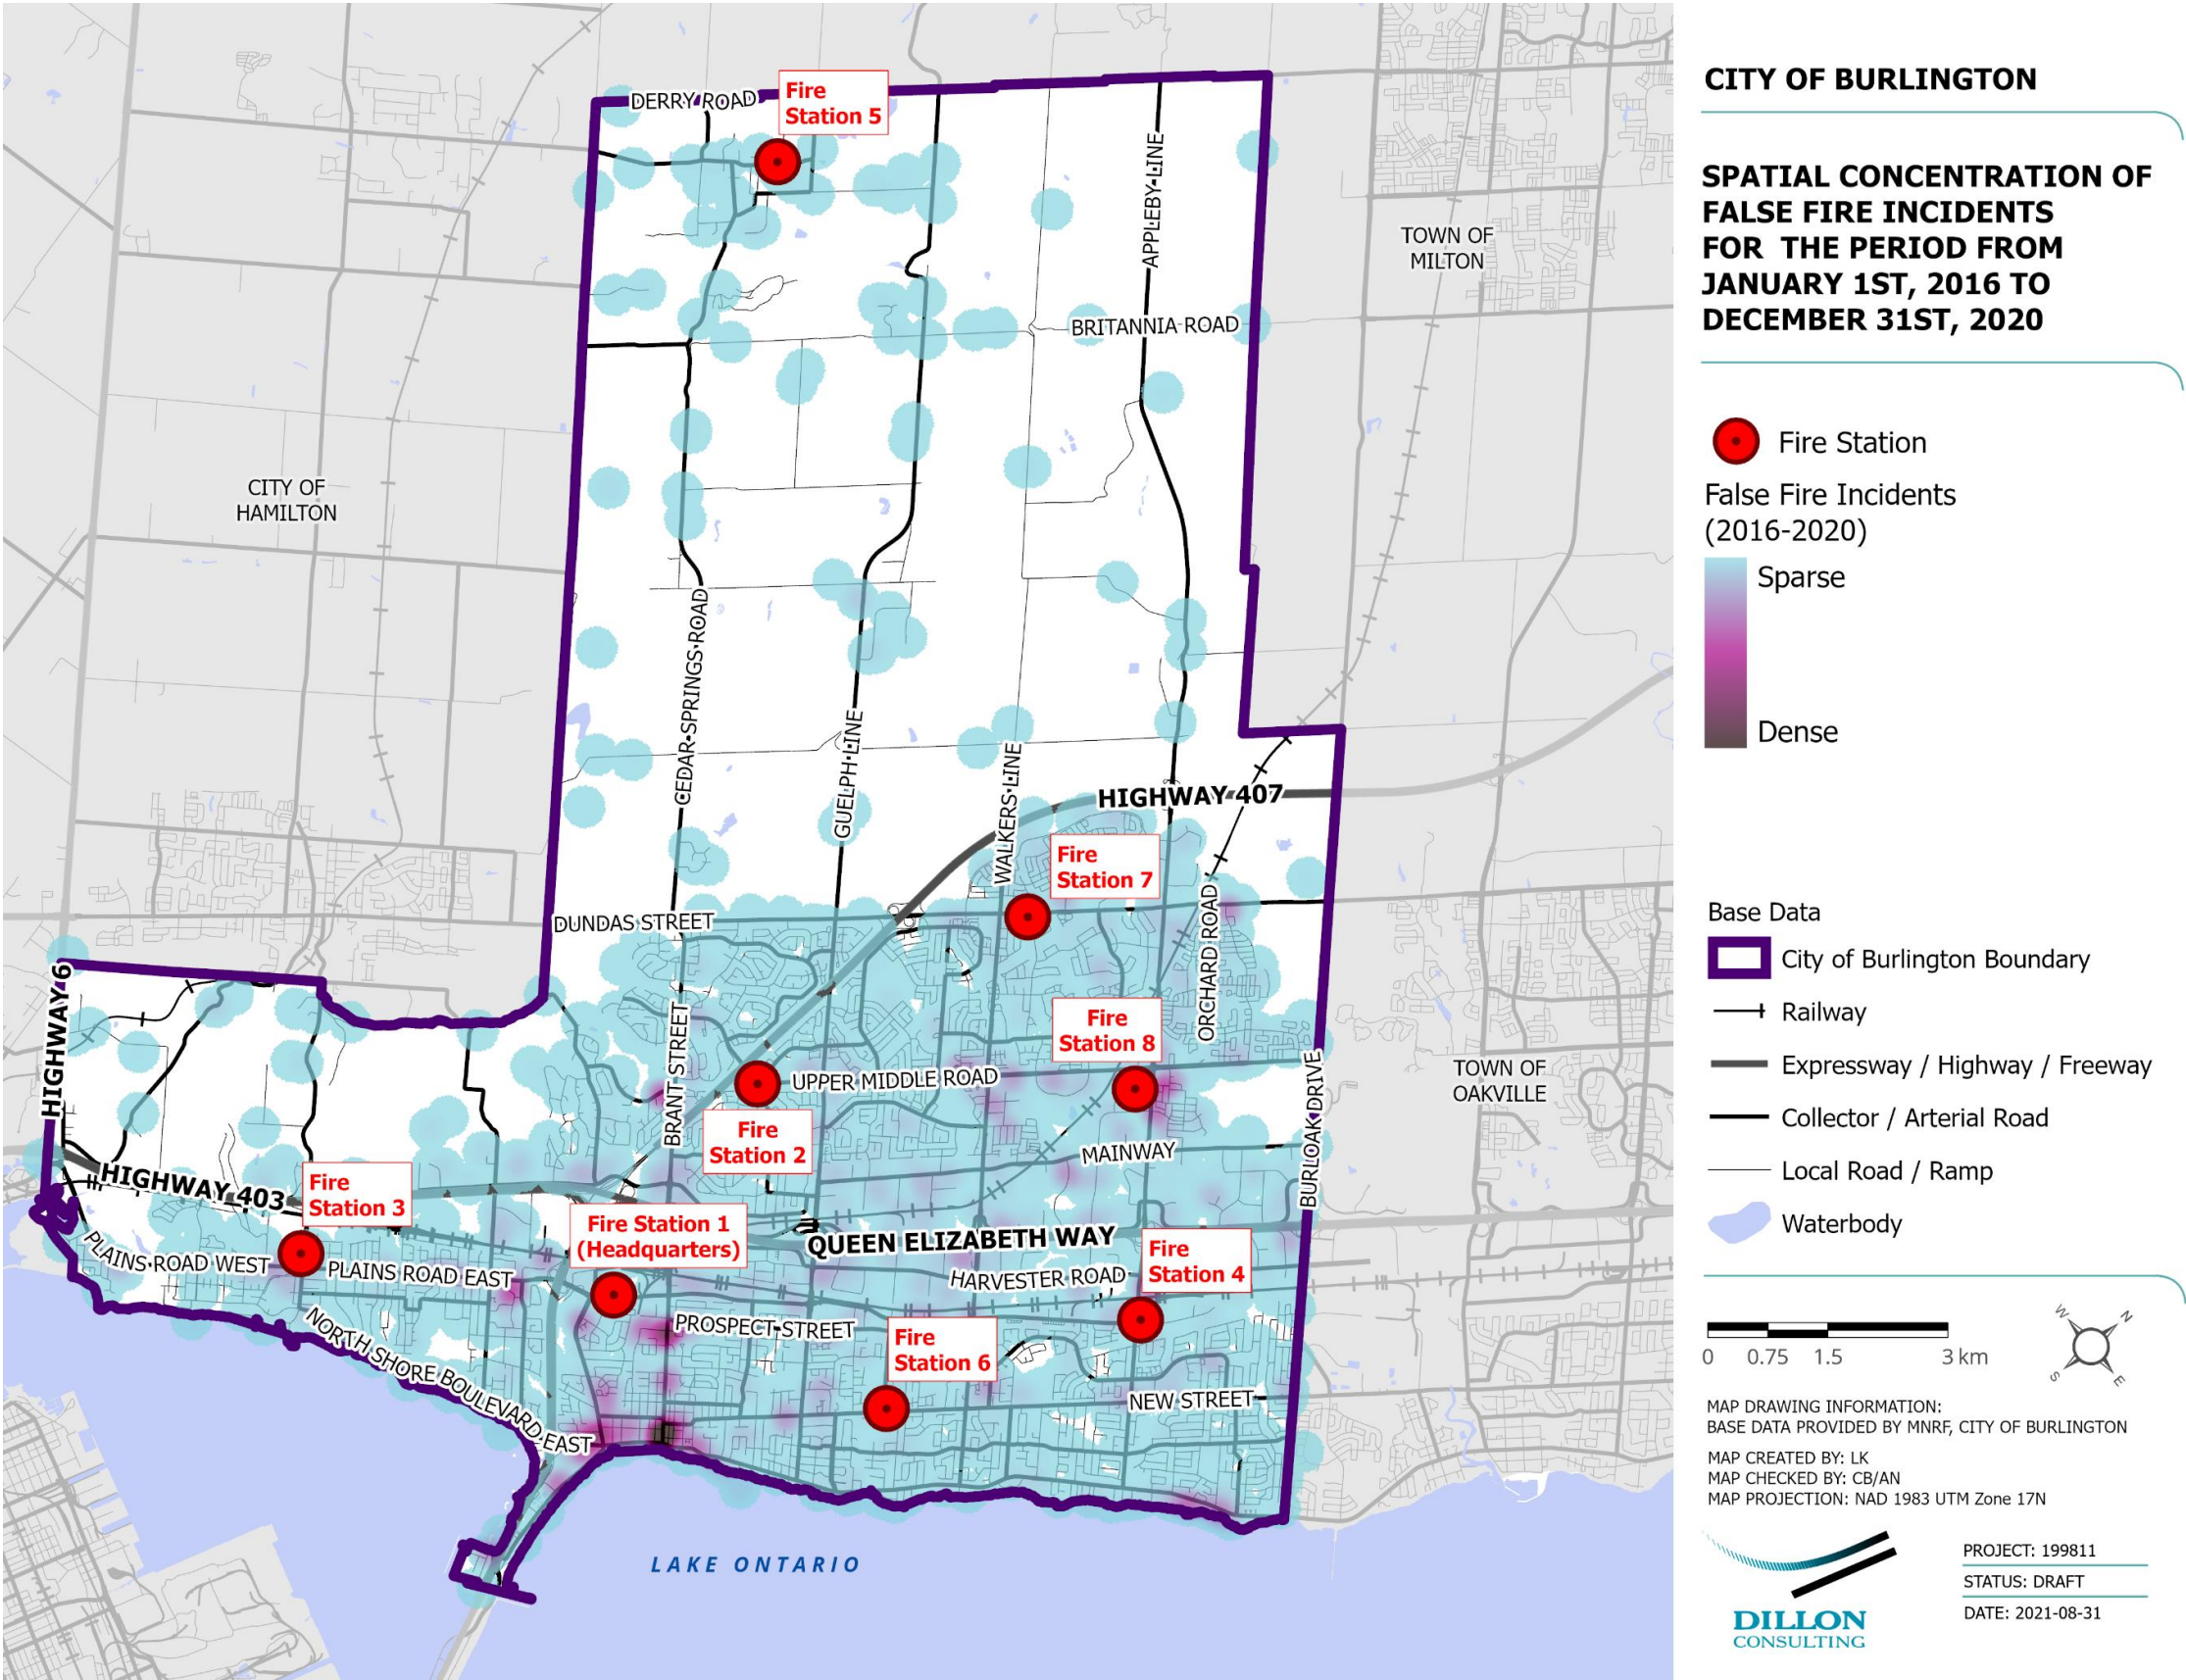 DERRY ROAD
Fire
Station 5
APPLEBY LINE
TOWN OF
MILTON
BRITANNIA ROAD
CITY OF
HAMILTON
CEDAR SPRINGS ROAD
GUELPH LINE
WALKERS LINE
HIGHWAY 407
Fire
Station 7
DUNDAS STREET
ORCHARD ROAD
HIGHWAY 6
BRANT STREET
Fire
Station 8
UPPER MIDDLE ROAD
TOWN OF
OAKVILLE
BURLOAK DRIVE
Fire
Station 2
MAINWAY
HIGHWAY 403
Fire
Station 3
Fire Station 1
(Headquarters)
QUEEN ELIZABETH WAY
PLAINS ROAD WEST
PLAINS ROAD EAST
HARVESTER ROAD
Fire
Station 4
NORTH SHORE BOULEVARD EAST
PROSPECT STREET
Fire
Station 6
NEW STREET
LAKE ONTARIO
CITY OF BURLINGTON
SPATIAL CONCENTRATION OF
FALSE FIRE INCIDENTS
FOR THE PERIOD FROM
JANUARY 1ST, 2016 TO
DECEMBER 31ST, 2020
Fire Station
False Fire Incidents
(2016-2020)
Sparse
Dense
Base Data
City of Burlington Boundary
Railway
Expressway / Highway / Freeway
Collector / Arterial Road
Local Road / Ramp
Waterbody
0 0.75 1.5 3 km
W N
S E
MAP DRAWING INFORMATION:
BASE DATA PROVIDED BY MNRF, CITY OF BURLINGTON
MAP CREATED BY: LK
MAP CHECKED BY: CB/AN
MAP PROJECTION: NAD 1983 UTM Zone 17N
DILLON
CONSULTING
PROJECT: 199811
STATUS: DRAFT
DATE: 2021-08-31